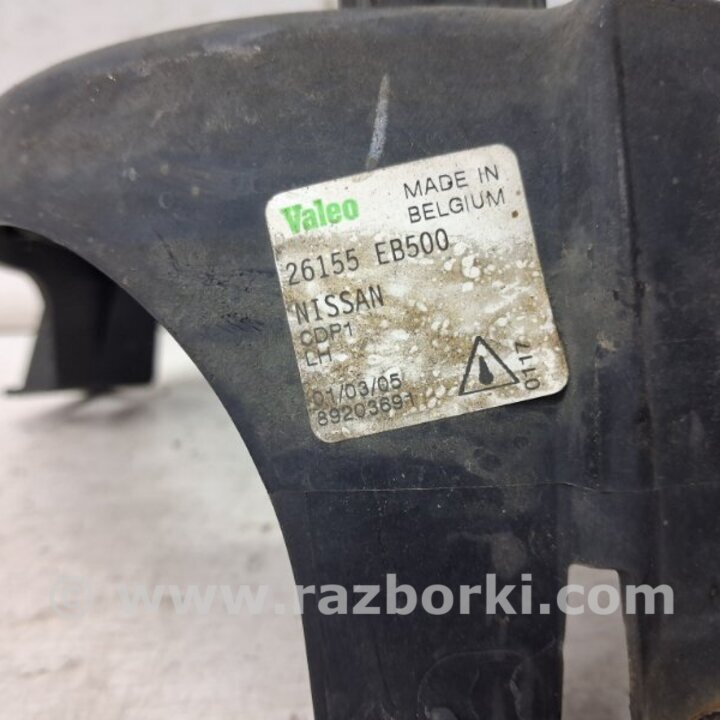 Valeo
MADE IN
BELGIUM
26155 EB500
NISSAN
CDP1
LH
01/03/05
89203691
0117
© www.razborki.com